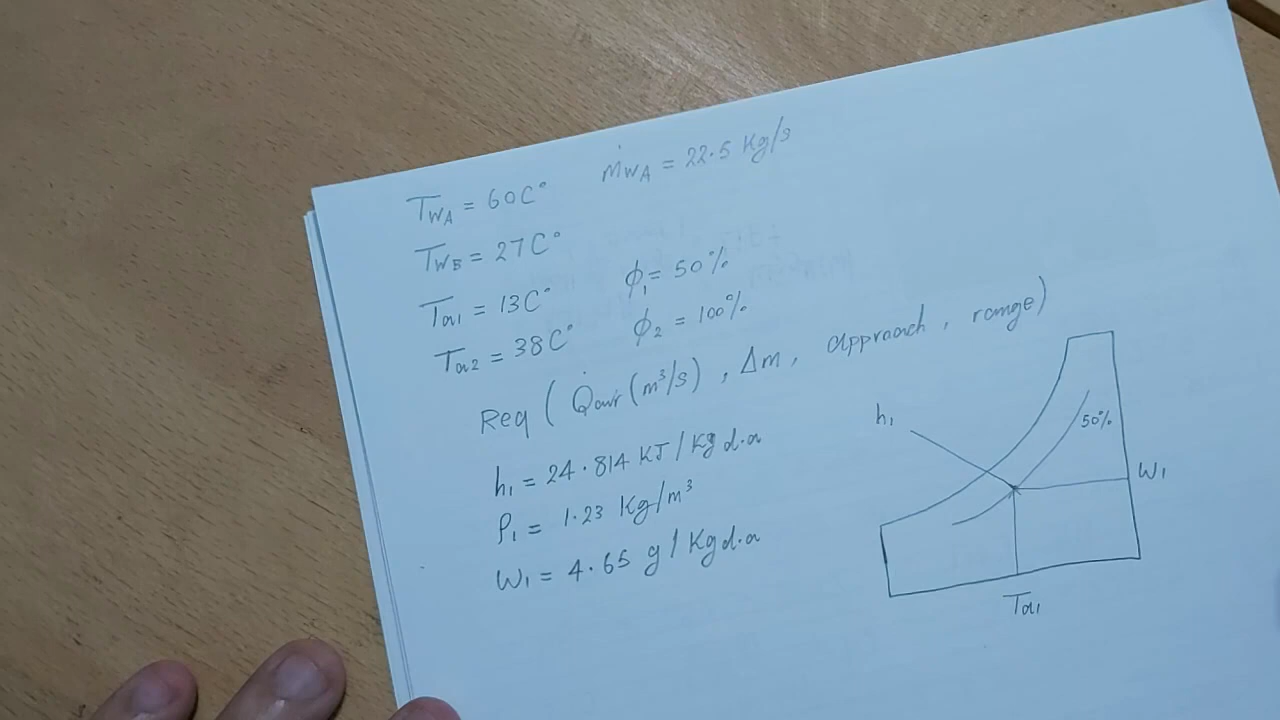 T_WA = 60C° ṁ_WA = 22.5 Kg/s
T_WB = 27C°
T_a1 = 13C° ϕ₁ = 50%
T_a2 = 38C° ϕ₂ = 100%
Req ( Q̇air (m³/s) , Δm, approach , range)
h₁ = 24.814 KJ/Kg d.a
ρ₁ = 1.23 Kg/m³
W₁ = 4.65 g/Kg d.a
h₁
50%
W₁
T_a1